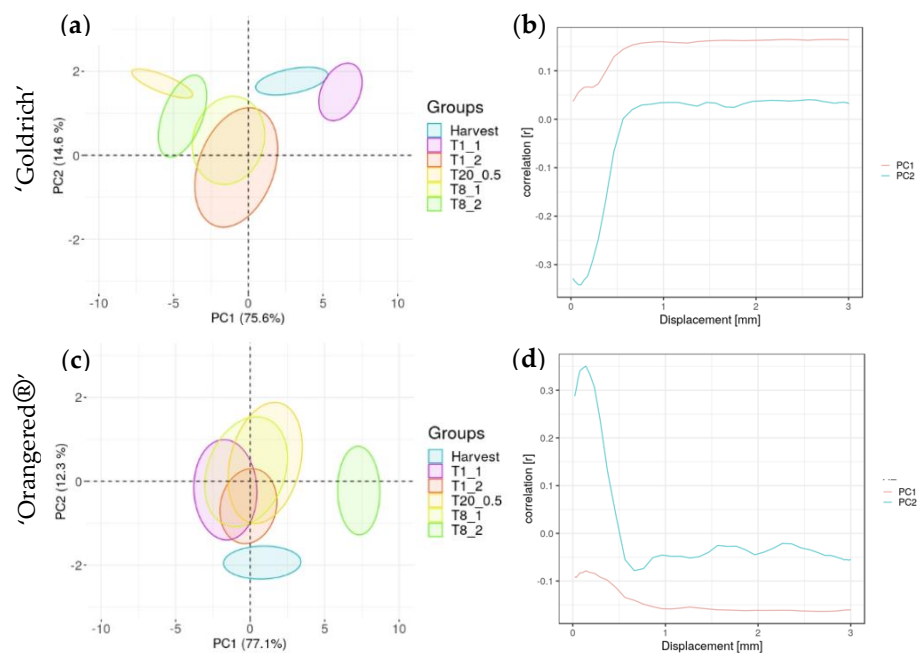 (a)
(b)
'Goldrich'
PC2 (14.6 %)
2
0
-2
-10
-5
0
5
10
PC1 (75.6%)
Groups
Harvest
T1_1
T1_2
T20_0.5
T8_1
T8_2
correlation [r]
0.1
0.0
-0.1
-0.2
-0.3
0
1
2
3
Displacement [mm]
PC1
PC2
(c)
(d)
'Orangered®'
PC2 (12.3 %)
2
0
-2
-10
-5
0
5
10
PC1 (77.1%)
Groups
Harvest
T1_1
T1_2
T20_0.5
T8_1
T8_2
correlation [r]
0.3
0.2
0.1
0.0
-0.1
0
1
2
3
Displacement [mm]
PC1
PC2